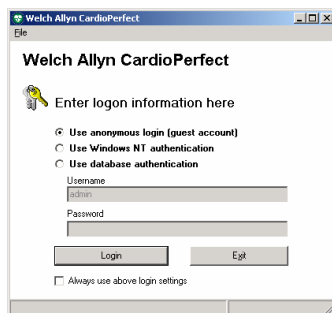 Welch Allyn CardioPerfect
File
Welch Allyn CardioPerfect
Enter logon information here
Use anonymous login (guest account)
Use Windows NT authentication
Use database authentication
Username
admin
Password
Login
Exit
Always use above login settings